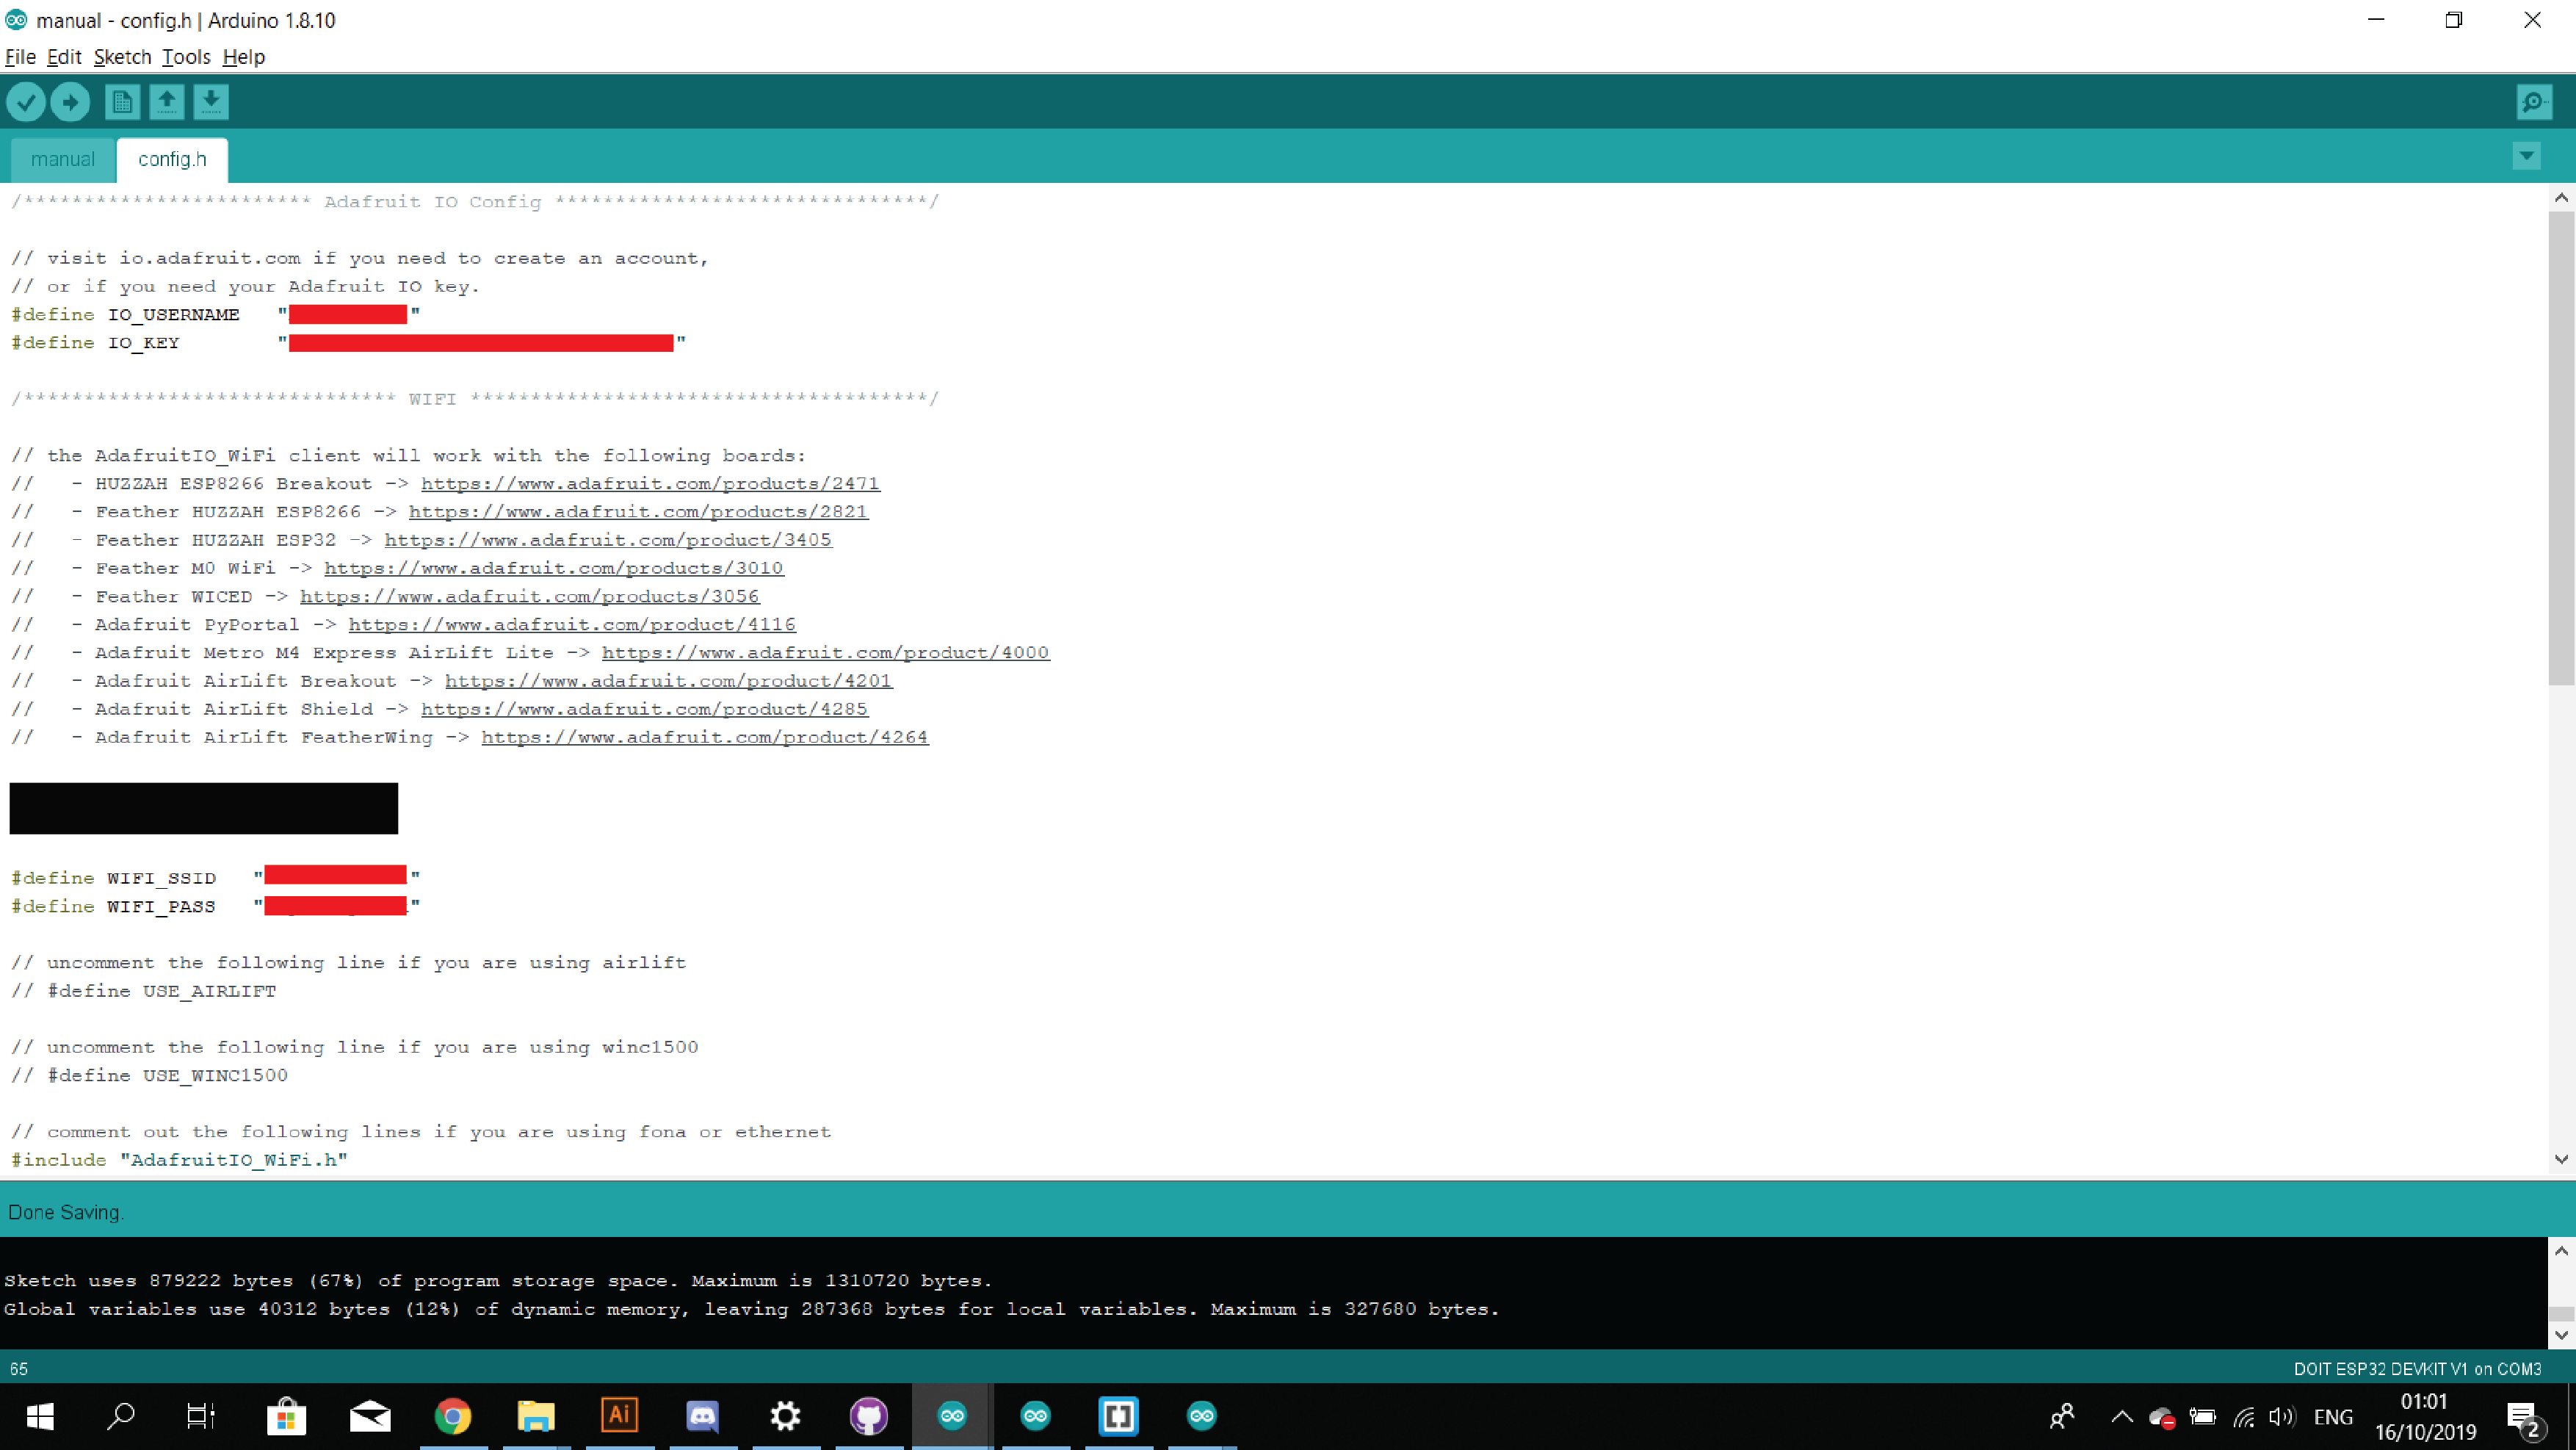 manual - config.h | Arduino 1.8.10
File Edit Sketch Tools Help
manual config.h
/************************ Adafruit IO Config *******************************/
// visit io.adafruit.com if you need to create an account,
// or if you need your Adafruit IO key.
#define IO_USERNAME   ""
#define IO_KEY        ""
/******************************* WIFI **************************************/
// the AdafruitIO_WiFi client will work with the following boards:
//   - HUZZAH ESP8266 Breakout -> https://www.adafruit.com/products/2471
//   - Feather HUZZAH ESP8266 -> https://www.adafruit.com/products/2821
//   - Feather HUZZAH ESP32 -> https://www.adafruit.com/product/3405
//   - Feather M0 WiFi -> https://www.adafruit.com/products/3010
//   - Feather WICED -> https://www.adafruit.com/products/3056
//   - Adafruit PyPortal -> https://www.adafruit.com/product/4116
//   - Adafruit Metro M4 Express AirLift Lite -> https://www.adafruit.com/product/4000
//   - Adafruit AirLift Breakout -> https://www.adafruit.com/product/4201
//   - Adafruit AirLift Shield -> https://www.adafruit.com/product/4285
//   - Adafruit AirLift FeatherWing -> https://www.adafruit.com/product/4264
#define WIFI_SSID   ""
#define WIFI_PASS   ""
// uncomment the following line if you are using airlift
// #define USE_AIRLIFT
// uncomment the following line if you are using winc1500
// #define USE_WINC1500
// comment out the following lines if you are using fona or ethernet
#include "AdafruitIO_WiFi.h"
Done Saving.
Sketch uses 879222 bytes (67%) of program storage space. Maximum is 1310720 bytes.
Global variables use 40312 bytes (12%) of dynamic memory, leaving 287368 bytes for local variables. Maximum is 327680 bytes.
65
DOIT ESP32 DEVKIT V1 on COM3
Ai
ENG
01:01
16/10/2019
2